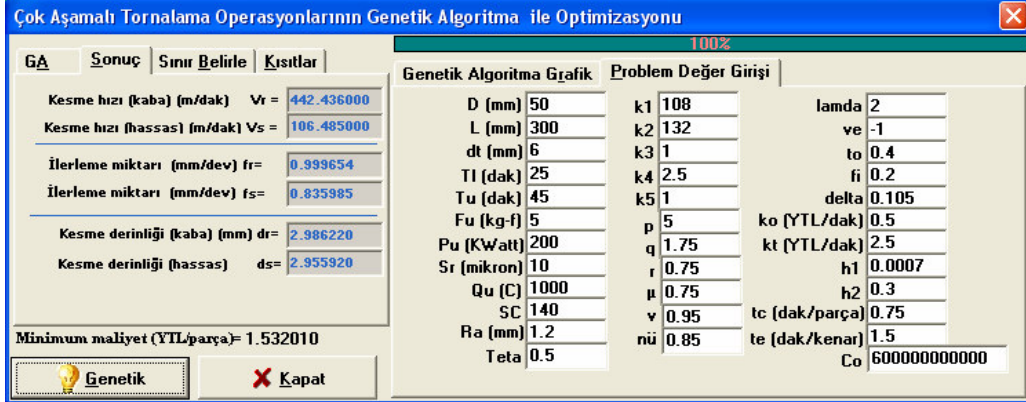 Çok Aşamalı Tornalama Operasyonlarının Genetik Algoritma ile Optimizasyonu
GA Sonuç Sınır Belirle Kısıtlar
Kesme hızı (kaba) (m/dak) Vr = 442.436000
Kesme hızı (hassas) (m/dak) Vs = 106.485000
İlerleme miktarı (mm/dev) fr= 0.999654
İlerleme miktarı (mm/dev) fs= 0.835985
Kesme derinliği (kaba) (mm) dr= 2.986220
Kesme derinliği (hassas) ds= 2.955920
Minimum maliyet (YTL/parça)= 1.532010
Genetik Kapat
100%
Genetik Algoritma Grafik Problem Değer Girişi
D (mm) 50
L (mm) 300
dt (mm) 6
Tl (dak) 25
Tu (dak) 45
Fu (kg-f) 5
Pu (KWatt) 200
Sr (mikron) 10
Qu (C) 1000
SC 140
Ra (mm) 1.2
Teta 0.5
k1 108
k2 132
k3 1
k4 2.5
k5 1
p 5
q 1.75
r 0.75
µ 0.75
v 0.95
nü 0.85
lamda 2
ve -1
to 0.4
fi 0.2
delta 0.105
ko (YTL/dak) 0.5
kt (YTL/dak) 2.5
h1 0.0007
h2 0.3
tc (dak/parça) 0.75
te (dak/kenar) 1.5
Co 600000000000